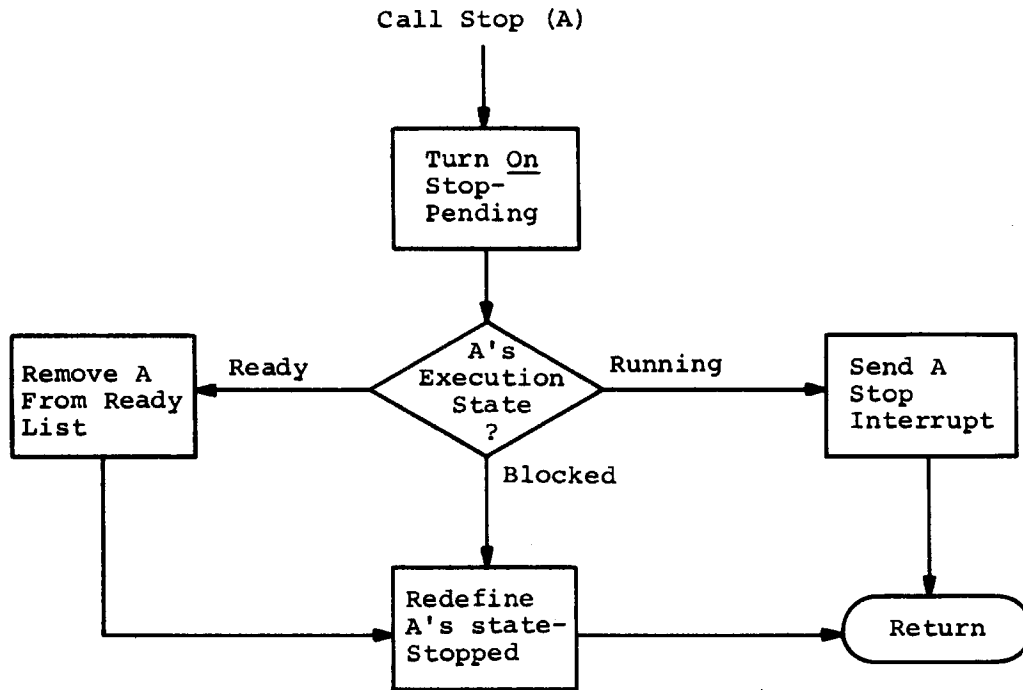 Call Stop (A)
Turn On
Stop-
Pending
A's
Execution
State
?
Ready
Running
Blocked
Remove A
From Ready
List
Send A
Stop
Interrupt
Redefine
A's state-
Stopped
Return